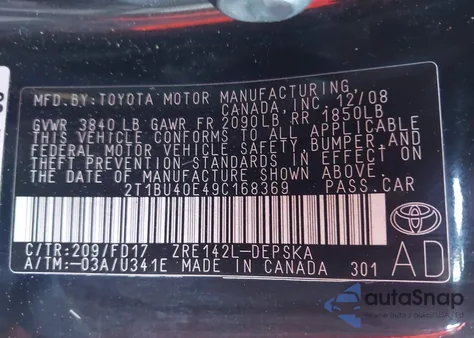 MFD. BY: TOYOTA MOTOR MANUFACTURING
CANADA, INC. 12/08
GVWR 3840 LB GAWR FR 2090LB, RR 1850LB
THIS VEHICLE CONFORMS TO ALL APPLICABLE
FEDERAL MOTOR VEHICLE SAFETY, BUMPER, AND
THEFT PREVENTION STANDARDS IN EFFECT ON
THE DATE OF MANUFACTURE SHOWN ABOVE.
2T1BU40E49C168369 PASS.CAR
C/TR:209/FD17 ZRE142L-DEPSKA
A/TM:-03A/U341E MADE IN CANADA 301
TOYOTA
AD
autoSnap